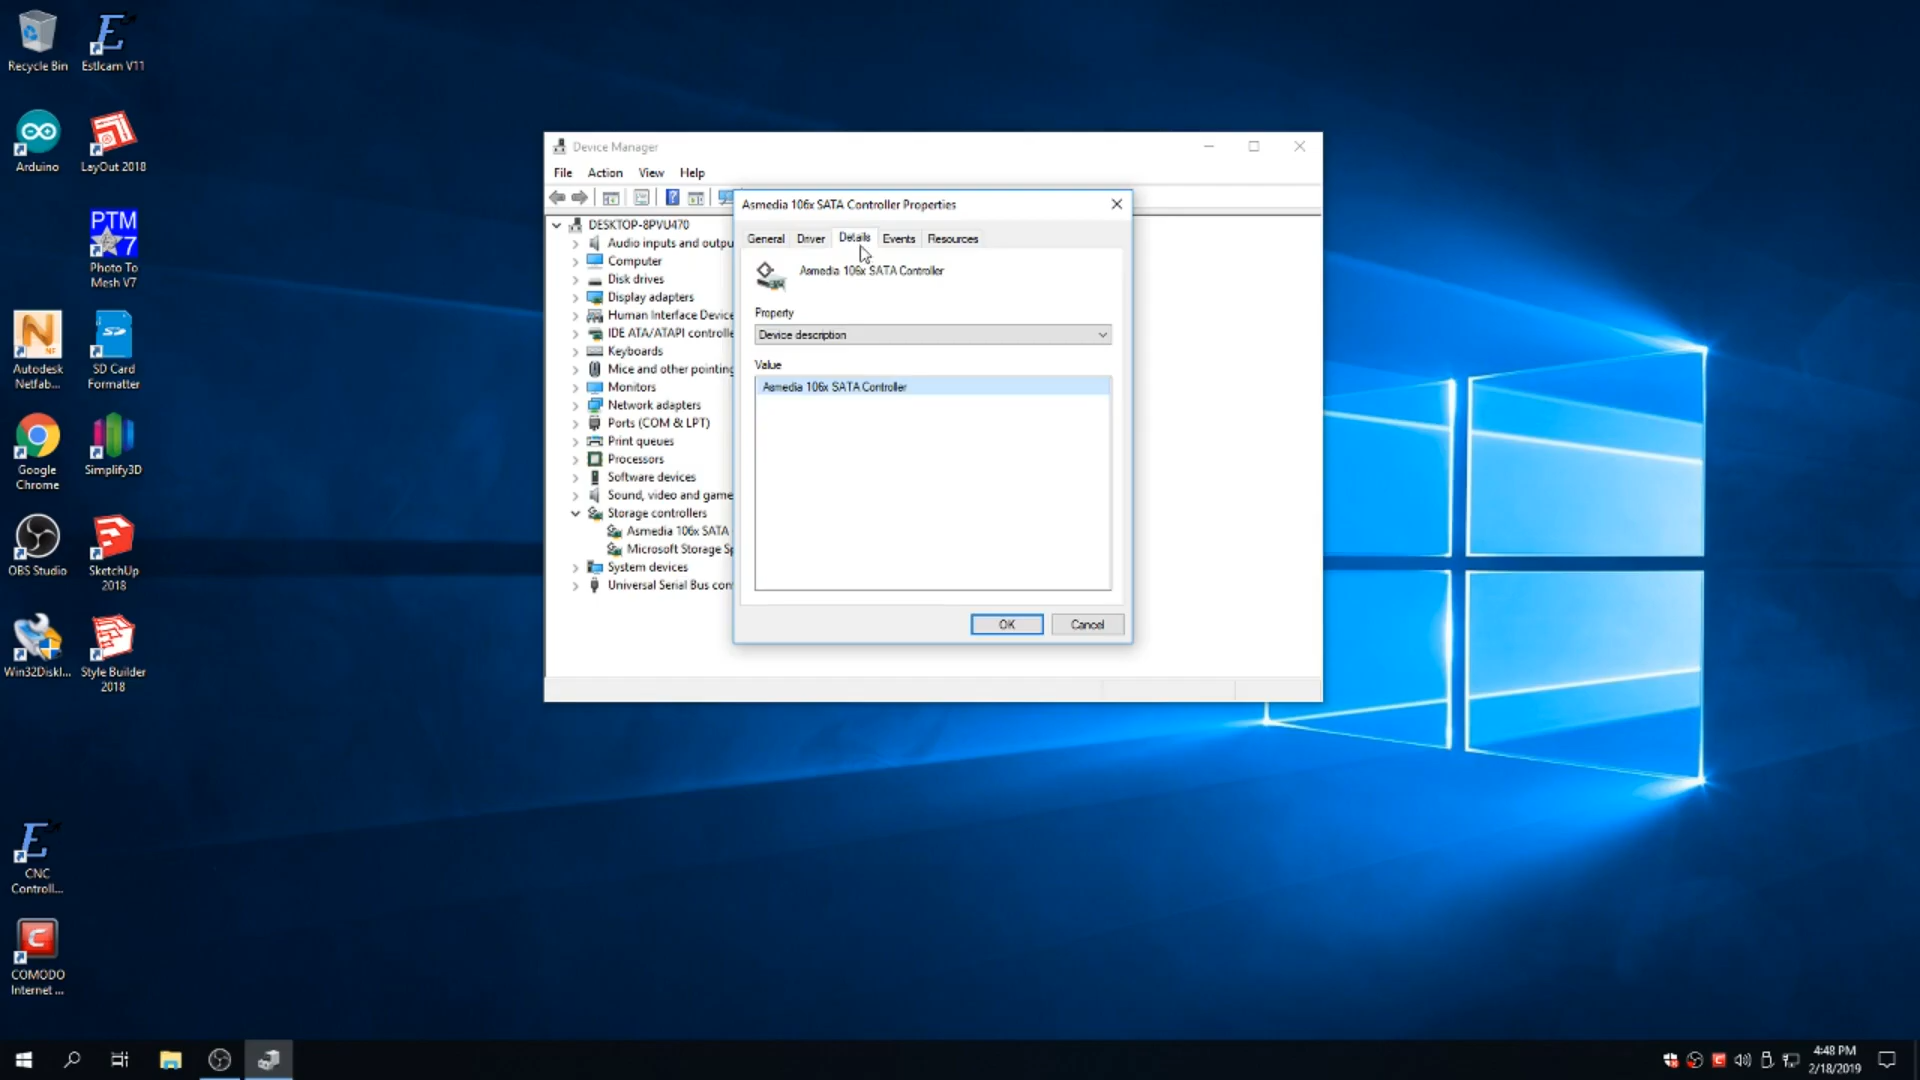 Recycle Bin
Estlcam V11
Arduino
LayOut 2018
PTM
7
Photo To
Mesh V7
Autodesk
Netfab...
SD Card
Formatter
Google
Chrome
Simplify3D
OBS Studio
SketchUp
2018
Win32DiskI...
Style Builder
2018
CNC
Controll...
COMODO
Internet ...
Device Manager
File Action View Help
DESKTOP-8PVU470
Audio inputs and outpu
Computer
Disk drives
Display adapters
Human Interface Device
IDE ATA/ATAPI controlle
Keyboards
Mice and other pointing
Monitors
Network adapters
Ports (COM & LPT)
Print queues
Processors
Software devices
Sound, video and game
Storage controllers
Asmedia 106x SATA
Microsoft Storage Sp
System devices
Universal Serial Bus con
Asmedia 106x SATA Controller Properties
General Driver Details Events Resources
Asmedia 106x SATA Controller
Property
Device description
Value
Asmedia 106x SATA Controller
OK Cancel
4:48 PM
2/18/2019